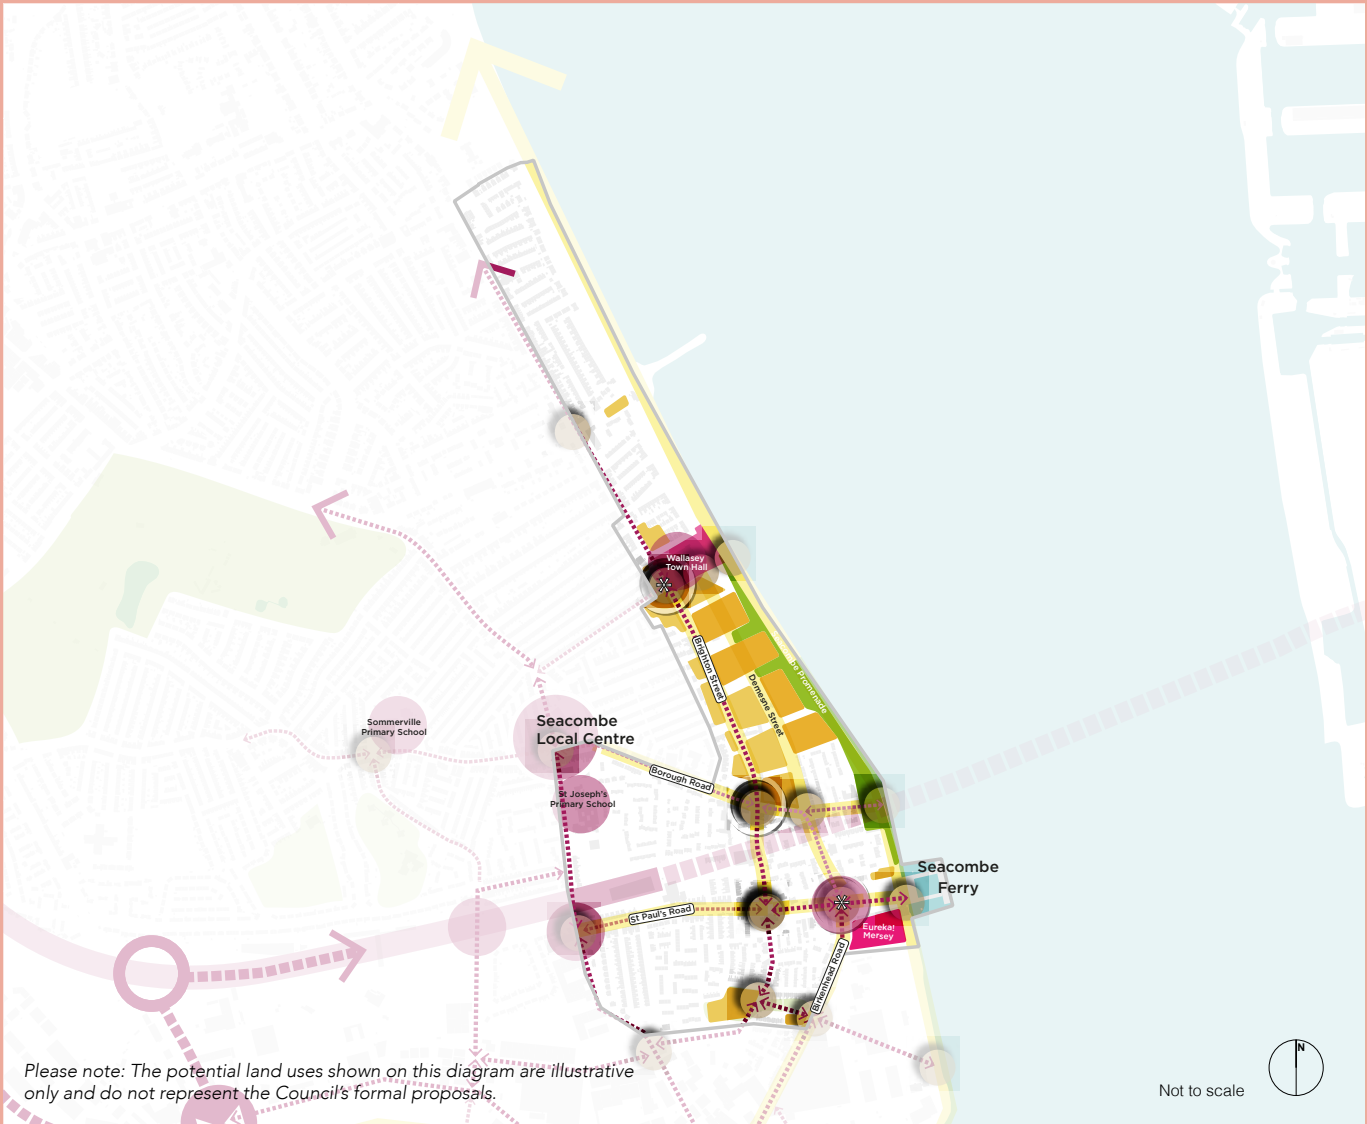 Wallasey
Town Hall
Brighton Street
Demesne Street
Promenade
Sommerville
Primary School
Seacombe
Local Centre
Borough Road
St Joseph's
Primary School
Seacombe
Ferry
St Paul's Road
Eureka!
Mersey
Birkenhead Road
Please note: The potential land uses shown on this diagram are illustrative
only and do not represent the Council's formal proposals.
Not to scale
N